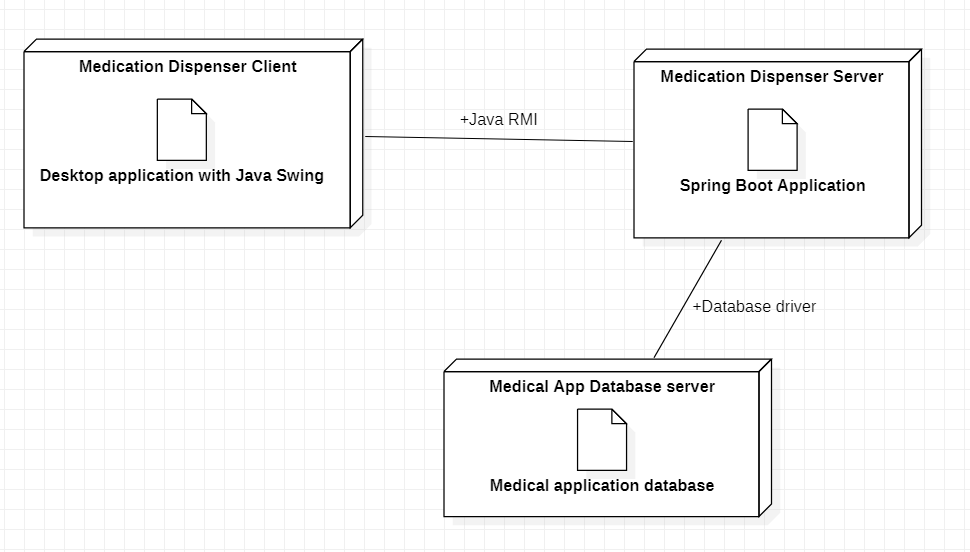 Medication Dispenser Client
Desktop application with Java Swing
+Java RMI
Medication Dispenser Server
Spring Boot Application
+Database driver
Medical App Database server
Medical application database